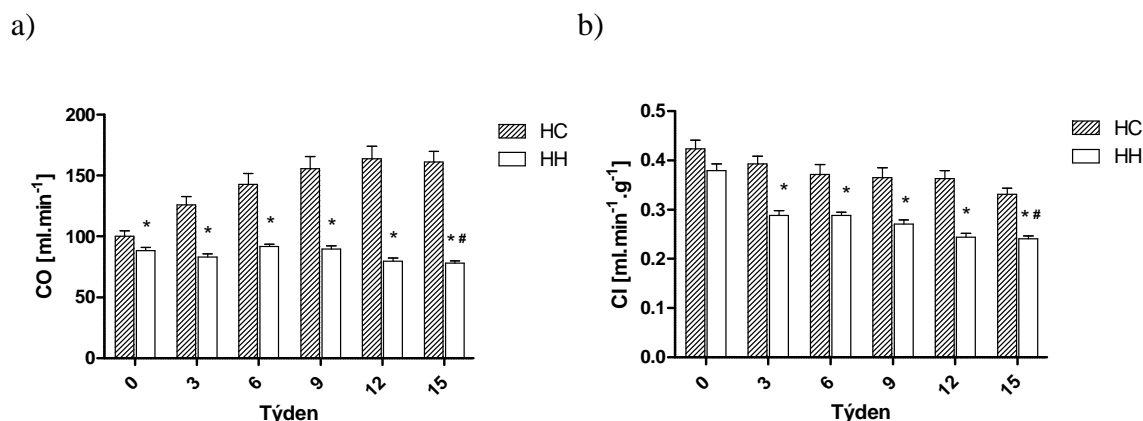 a)
200
150
100
50
0
CO [ml.min-1]
* * * * * *#
0 3 6 9 12 15
Týden
HC
HH
b)
0.5
0.4
0.3
0.2
0.1
0.0
CI [ml.min-1.g-1]
* * * * *#
0 3 6 9 12 15
Týden
HC
HH